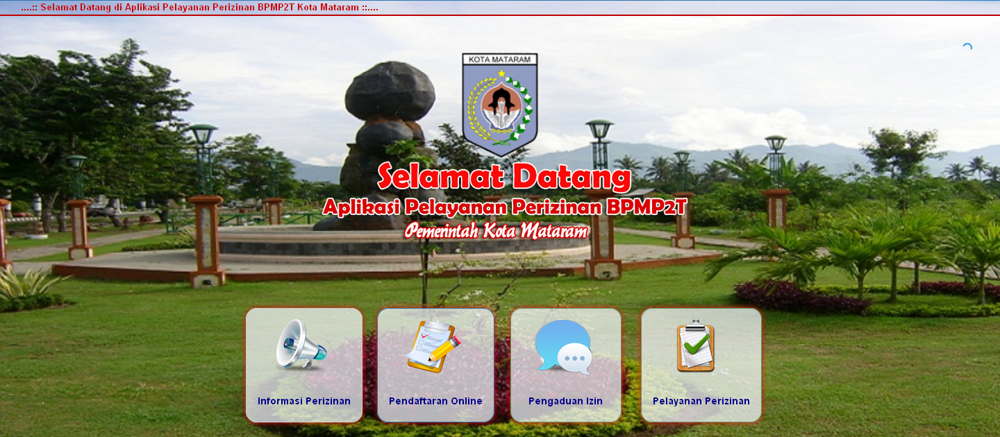 ....:: Selamat Datang di Aplikasi Pelayanan Perizinan BPMP2T Kota Mataram ::....
KOTA MATARAM
Selamat Datang
Aplikasi Pelayanan Perizinan BPMP2T
Pemerintah Kota Mataram
Informasi Perizinan
Pendaftaran Online
Pengaduan Izin
Pelayanan Perizinan